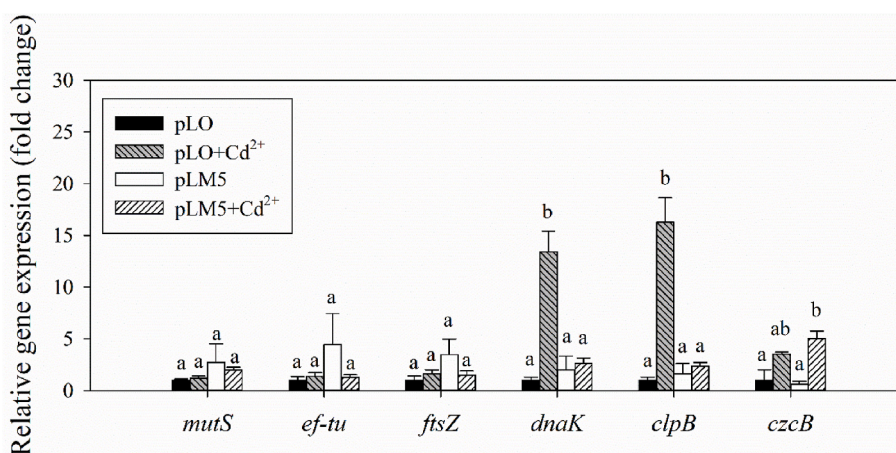 Relative gene expression (fold change)
30
25
20
15
10
5
0
pLO
pLO+Cd²⁺
pLM5
pLM5+Cd²⁺
a a a a
a a a a
a a a a
a b a a
a b a a
a ab a b
mutS ef-tu ftsZ dnaK clpB czcB